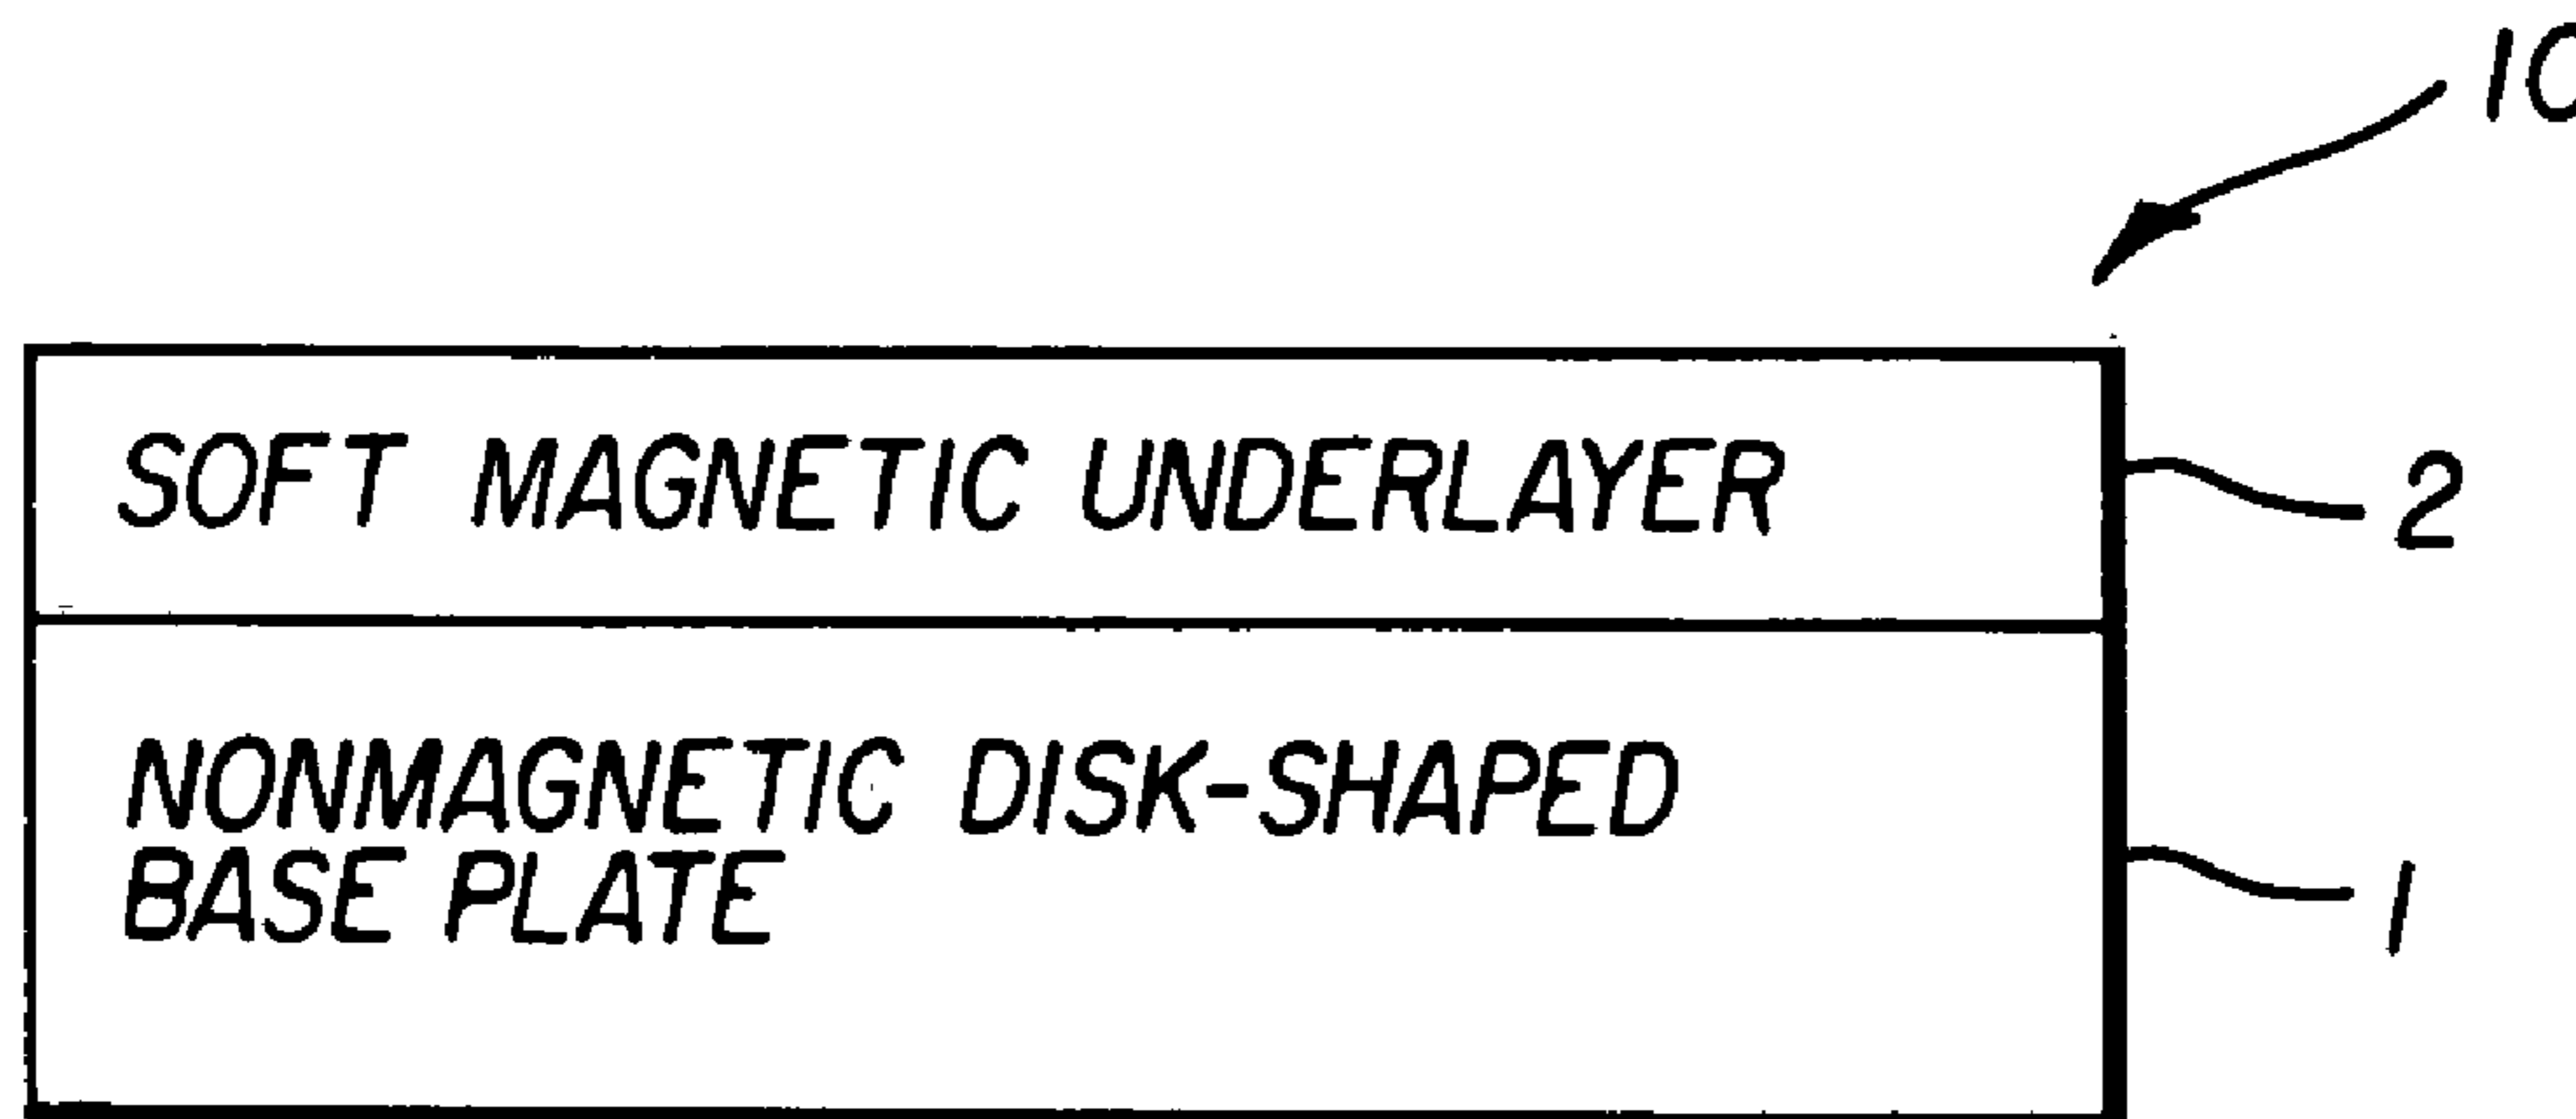 10
SOFT MAGNETIC UNDERLAYER
2
NONMAGNETIC DISK-SHAPED
BASE PLATE
1